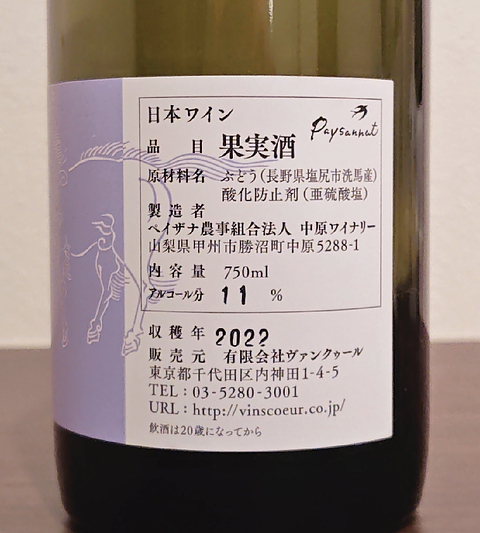 日本ワイン
Paysannat
品目 果実酒
原材料名 ぶどう(長野県塩尻市洗馬産)
酸化防止剤(亜硫酸塩)
製造者
ペイザナ農事組合法人 中原ワイナリー
山梨県甲州市勝沼町中原5288-1
内容量 750ml
アルコール分 11 %
収穫年 2022
販売元 有限会社ヴァンクゥール
東京都千代田区内神田1-4-5
TEL:03-5280-3001
URL:http://vinscoeur.co.jp/
飲酒は20歳になってから